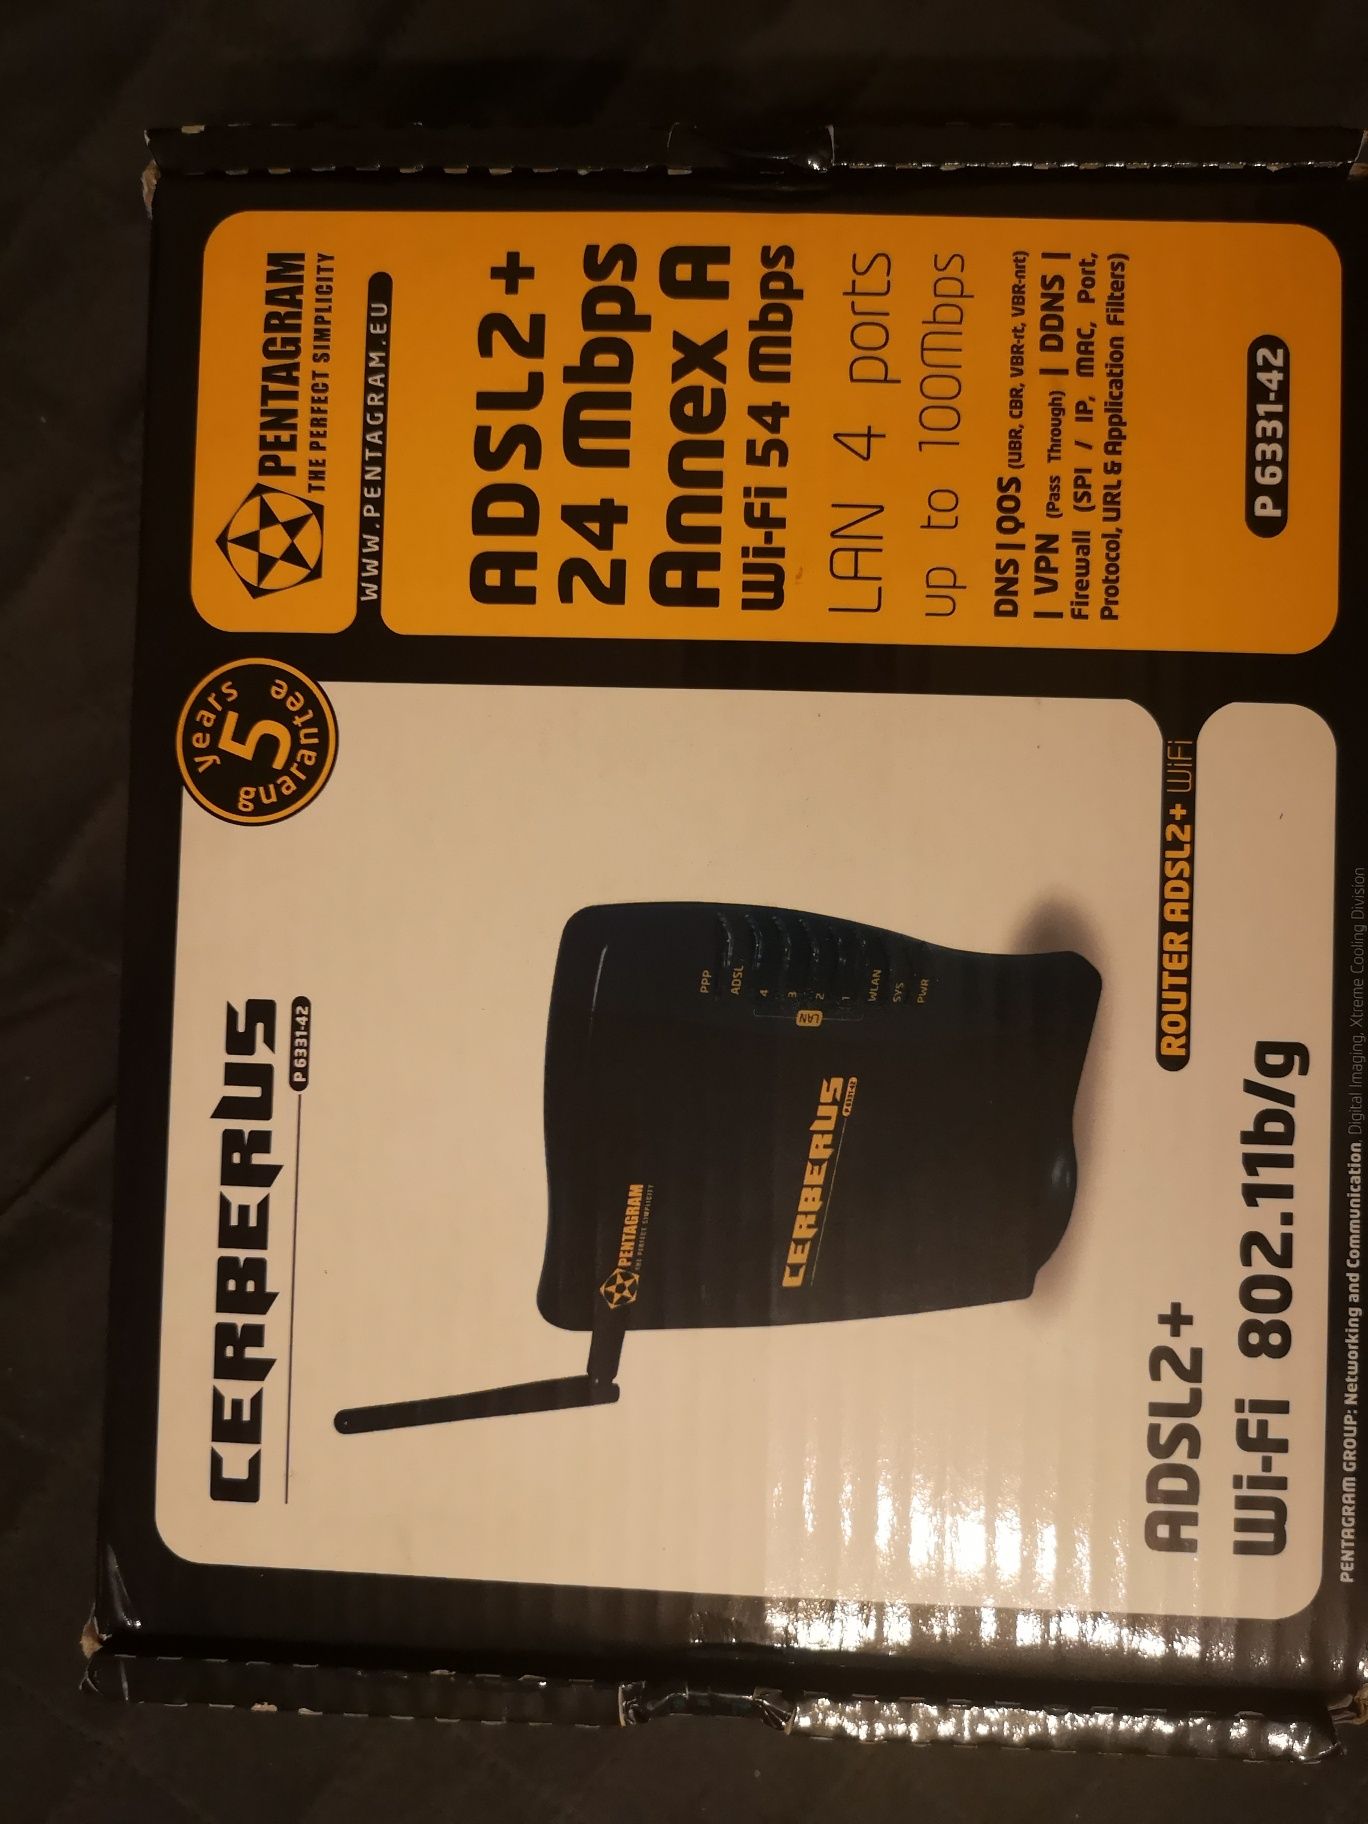 CERBERUS
P 6331-42
years
5
guarantee
PENTAGRAM
THE PERFECT SIMPLICITY
WWW.PENTAGRAM.EU
ADSL2+
24 Mbps
Annex A
Wi-Fi 54 Mbps
LAN 4 ports
up to 100Mbps
DNS | QOS (UBR, CBR, VBR-rt, VBR-nrt)
| VPN (Pass Through) | DDNS |
Firewall (SPI / IP, MAC, Port,
Protocol, URL & Application Filters)
P 6331-42
PENTAGRAM
THE PERFECT SIMPLICITY
PPP
ADSL
4
3
2
1
LAN
WLAN
SYS
PWR
CERBERUS
P 6331-42
ROUTER ADSL2+ WiFi
ADSL2+
Wi-Fi 802.11b/g
PENTAGRAM GROUP: Networking and Communication, Digital Imaging, Xtreme Cooling Division